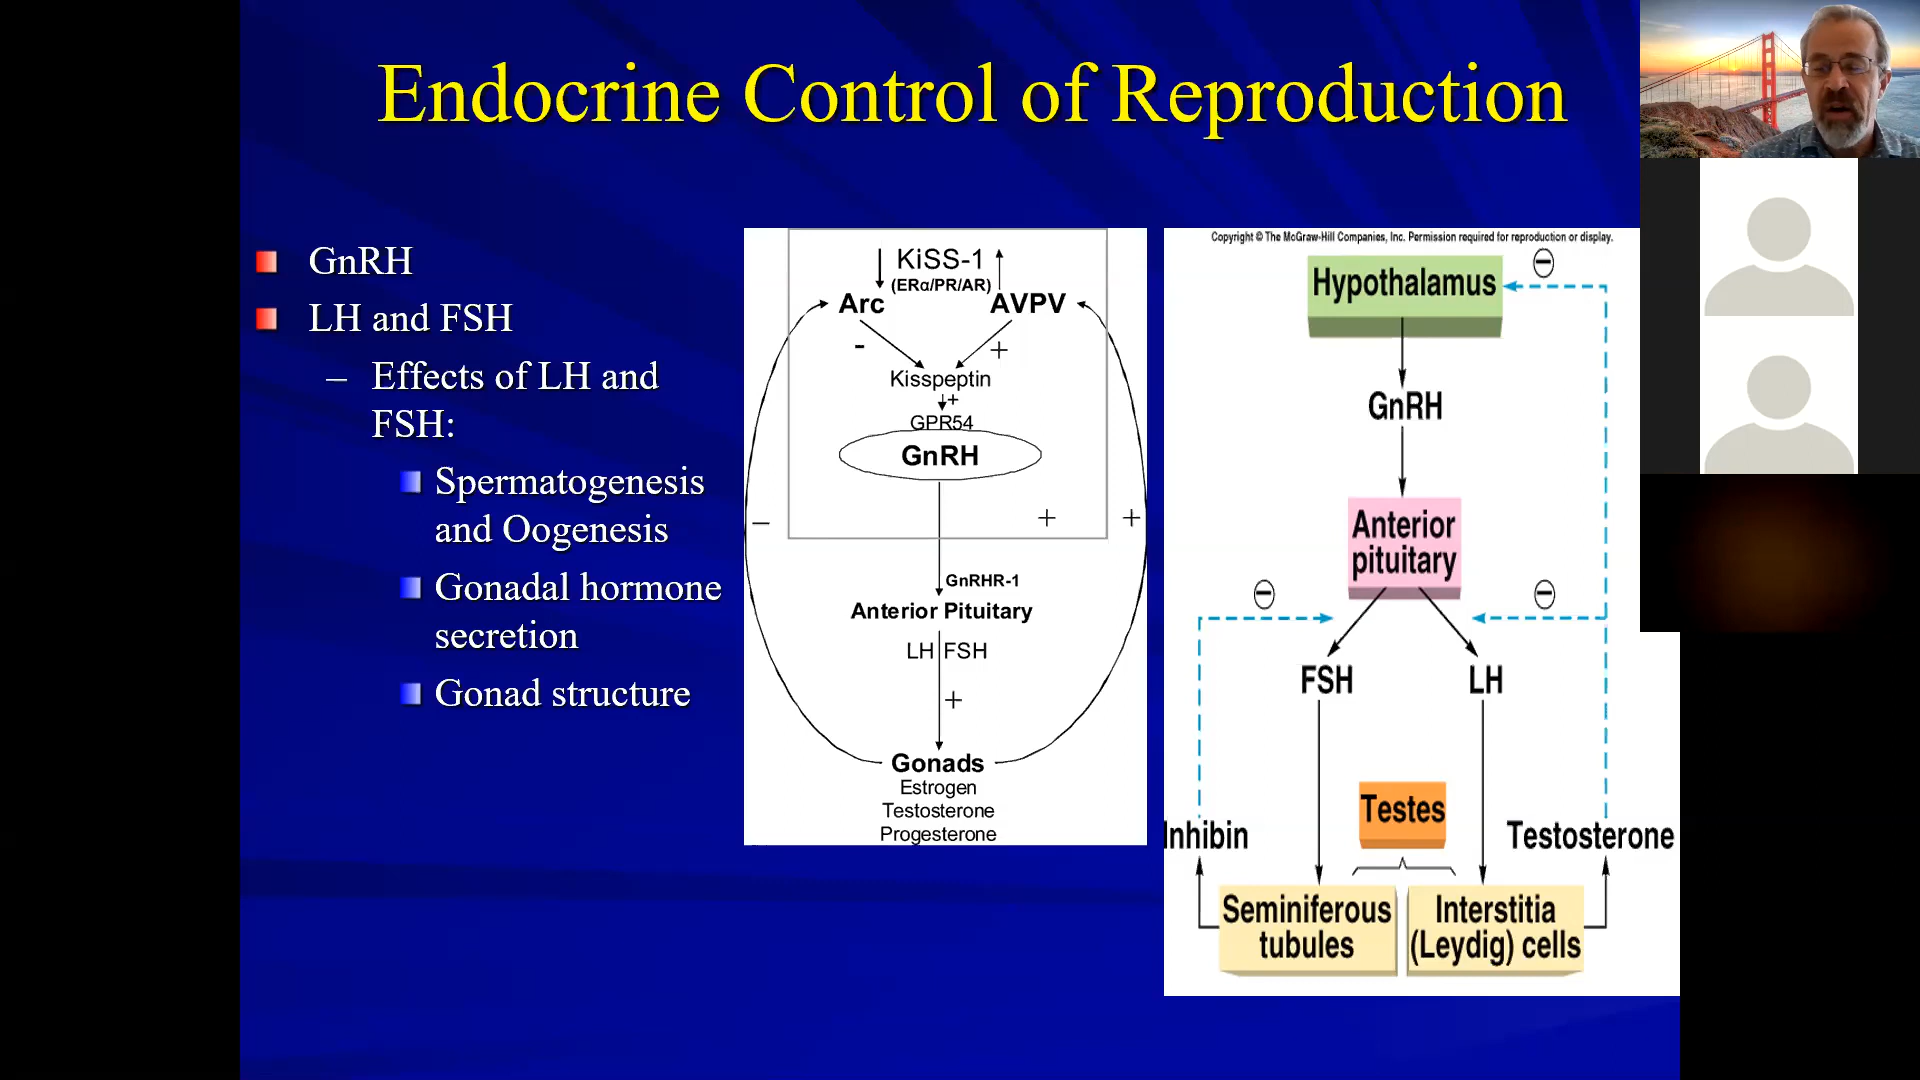 Endocrine Control of Reproduction
GnRH
LH and FSH
– Effects of LH and
FSH:
Spermatogenesis
and Oogenesis
Gonadal hormone
secretion
Gonad structure
KiSS-1
(ERα/PR/AR)
Arc
AVPV
-
+
Kisspeptin
+
GPR54
GnRH
–
+
+
GnRHR-1
Anterior Pituitary
LH FSH
+
Gonads
Estrogen
Testosterone
Progesterone
Copyright © The McGraw-Hill Companies, Inc. Permission required for reproduction or display.
Hypothalamus
−
GnRH
Anterior
pituitary
−
−
FSH
LH
Testes
Inhibin
Testosterone
Seminiferous
tubules
Interstitia
(Leydig) cells